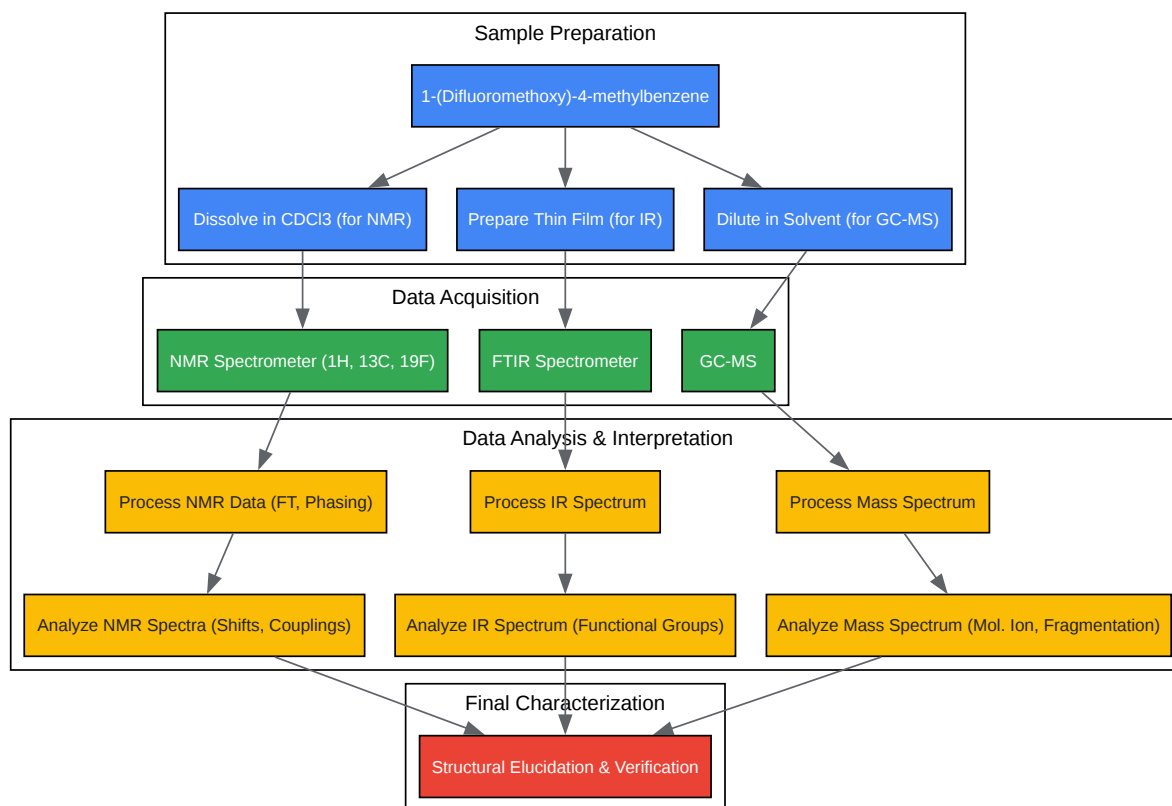 Sample Preparation
1-(Difluoromethoxy)-4-methylbenzene
Dissolve in CDCl3 (for NMR)
Prepare Thin Film (for IR)
Dilute in Solvent (for GC-MS)
Data Acquisition
NMR Spectrometer (1H, 13C, 19F)
FTIR Spectrometer
GC-MS
Data Analysis & Interpretation
Process NMR Data (FT, Phasing)
Process IR Spectrum
Process Mass Spectrum
Analyze NMR Spectra (Shifts, Couplings)
Analyze IR Spectrum (Functional Groups)
Analyze Mass Spectrum (Mol. Ion, Fragmentation)
Final Characterization
Structural Elucidation & Verification